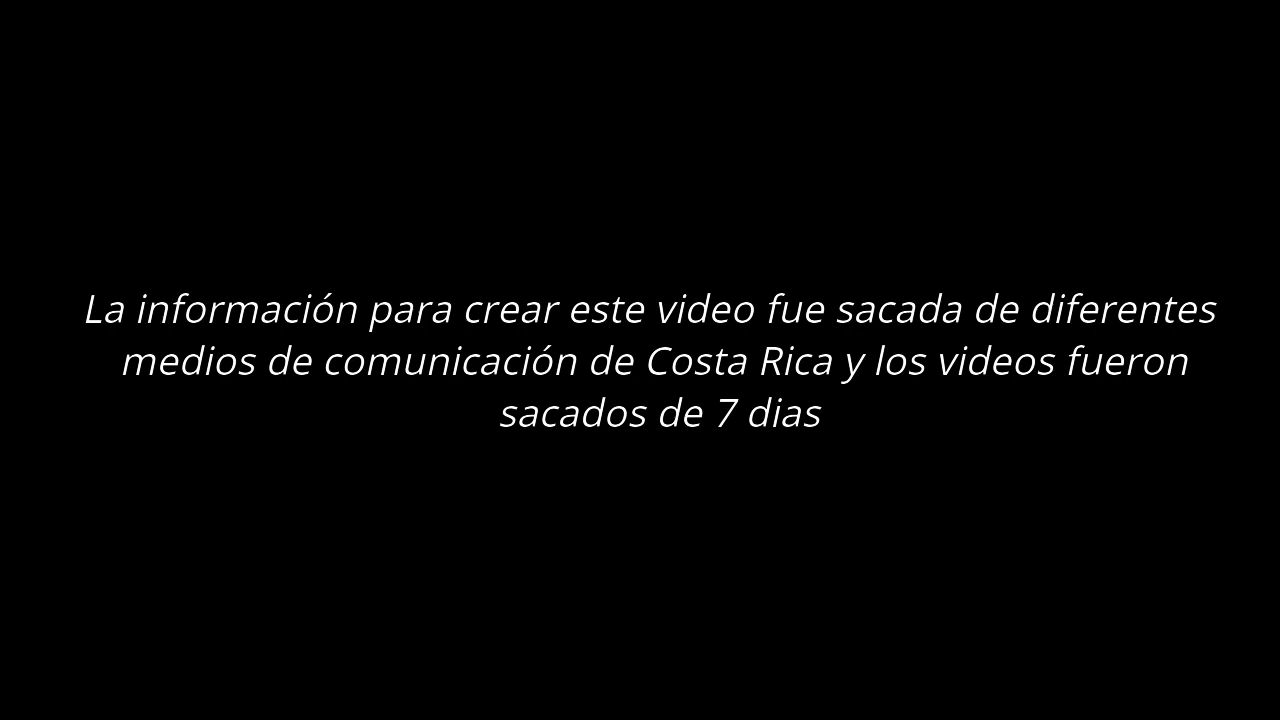 La información para crear este video fue sacada de diferentes
medios de comunicación de Costa Rica y los videos fueron
sacados de 7 dias